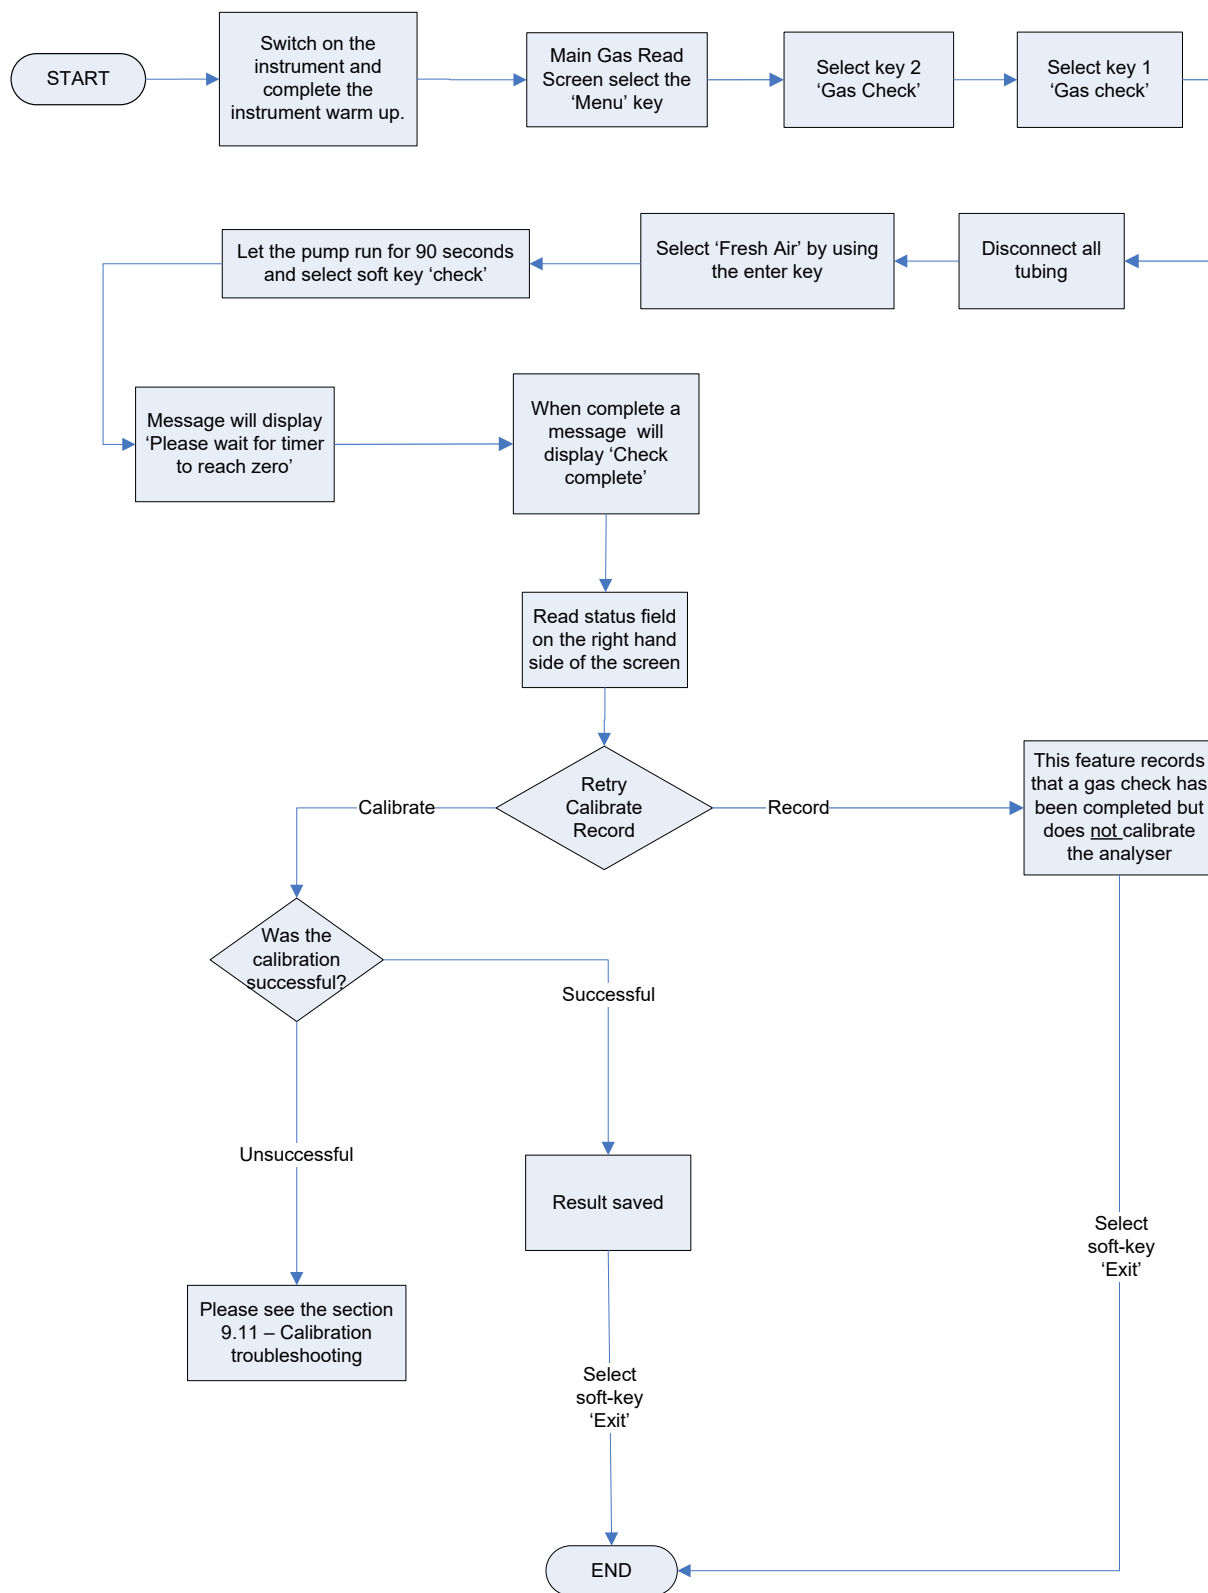 START
Switch on the
instrument and
complete the
instrument warm up.
Main Gas Read
Screen select the
‘Menu’ key
Select key 2
‘Gas Check’
Select key 1
‘Gas check’
Disconnect all
tubing
Select ‘Fresh Air’ by using
the enter key
Let the pump run for 90 seconds
and select soft key ‘check’
Message will display
‘Please wait for timer
to reach zero’
When complete a
message will
display ‘Check
complete’
Read status field
on the right hand
side of the screen
Retry
Calibrate
Record
Calibrate
Record
This feature records
that a gas check has
been completed but
does not calibrate
the analyser
Was the
calibration
successful?
Successful
Unsuccessful
Result saved
Please see the section
9.11 – Calibration
troubleshooting
Select
soft-key
‘Exit’
Select
soft-key
‘Exit’
END